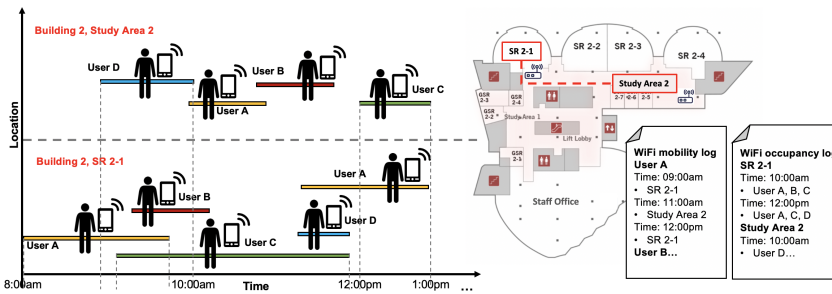 Building 2, Study Area 2
User D
User A
User B
User C
Location
Building 2, SR 2-1
User A
User B
User C
User D
User A
8:00am
10:00am
Time
12:00pm
1:00pm
...
SR 2-1
SR 2-2
SR 2-3
SR 2-4
Study Area 2
GSR
2-3
GSR
2-4
GSR
2-2
2-7
2-6
2-5
Study Area 1
Lift Lobby
GSR
2-1
Staff Office
WiFi mobility log
User A
Time: 09:00am
• SR 2-1
Time: 11:00am
• Study Area 2
Time: 12:00pm
• SR 2-1
User B...
WiFi occupancy log
SR 2-1
Time: 10:00am
• User A, B, C
Time: 12:00pm
• User A, C, D
Study Area 2
Time: 10:00am
• User D...